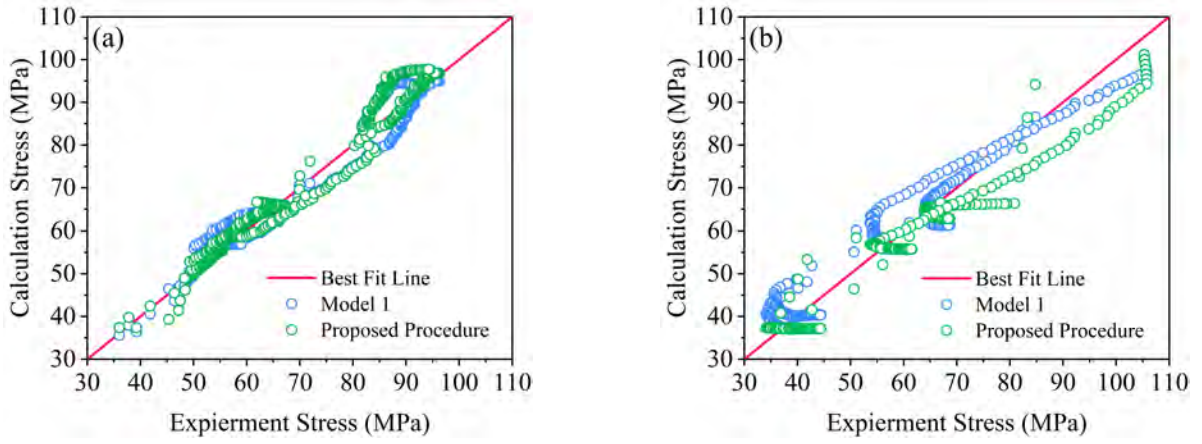 (a)
Calculation Stress (MPa)
110
100
90
80
70
60
50
40
30
Best Fit Line
Model 1
Proposed Procedure
30 40 50 60 70 80 90 100 110
Expierment Stress (MPa)
(b)
Calculation Stress (MPa)
110
100
90
80
70
60
50
40
30
Best Fit Line
Model 1
Proposed Procedure
30 40 50 60 70 80 90 100 110
Expierment Stress (MPa)